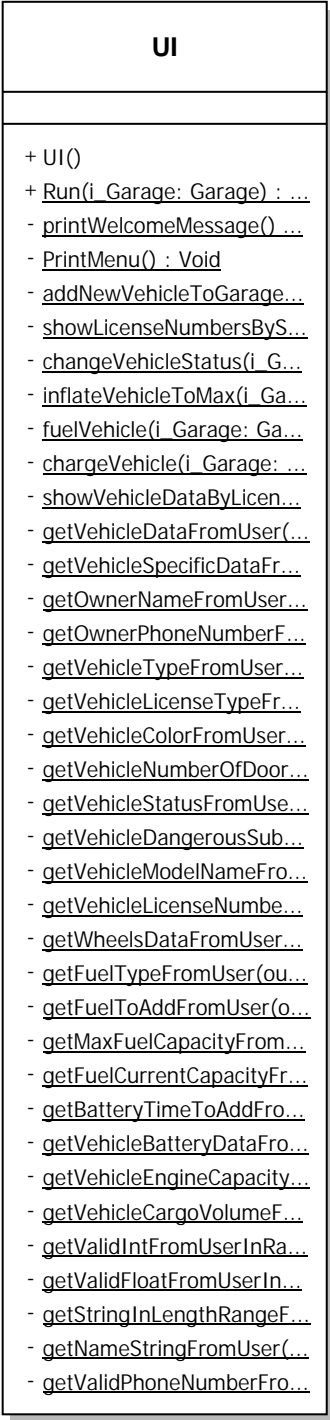 UI
+ UI()
+ Run(i_Garage: Garage) : ...
- printWelcomeMessage() ...
- PrintMenu() : Void
- addNewVehicleToGarage...
- showLicenseNumbersByS...
- changeVehicleStatus(i_G...
- inflateVehicleToMax(i_Ga...
- fuelVehicle(i_Garage: Ga...
- chargeVehicle(i_Garage: ...
- showVehicleDataByLicen...
- getVehicleDataFromUser(...
- getVehicleSpecificDataFr...
- getOwnerNameFromUser...
- getOwnerPhoneNumberF...
- getVehicleTypeFromUser...
- getVehicleLicenseTypeFr...
- getVehicleColorFromUser...
- getVehicleNumberOfDoor...
- getVehicleStatusFromUse...
- getVehicleDangerousSub...
- getVehicleModelNameFro...
- getVehicleLicenseNumbe...
- getWheelsDataFromUser...
- getFuelTypeFromUser(ou...
- getFuelToAddFromUser(o...
- getMaxFuelCapacityFrom...
- getFuelCurrentCapacityFr...
- getBatteryTimeToAddFro...
- getVehicleBatteryDataFro...
- getVehicleEngineCapacity...
- getVehicleCargoVolumeF...
- getValidIntFromUserInRa...
- getValidFloatFromUserIn...
- getStringInLengthRangeF...
- getNameStringFromUser(...
- getValidPhoneNumberFro...